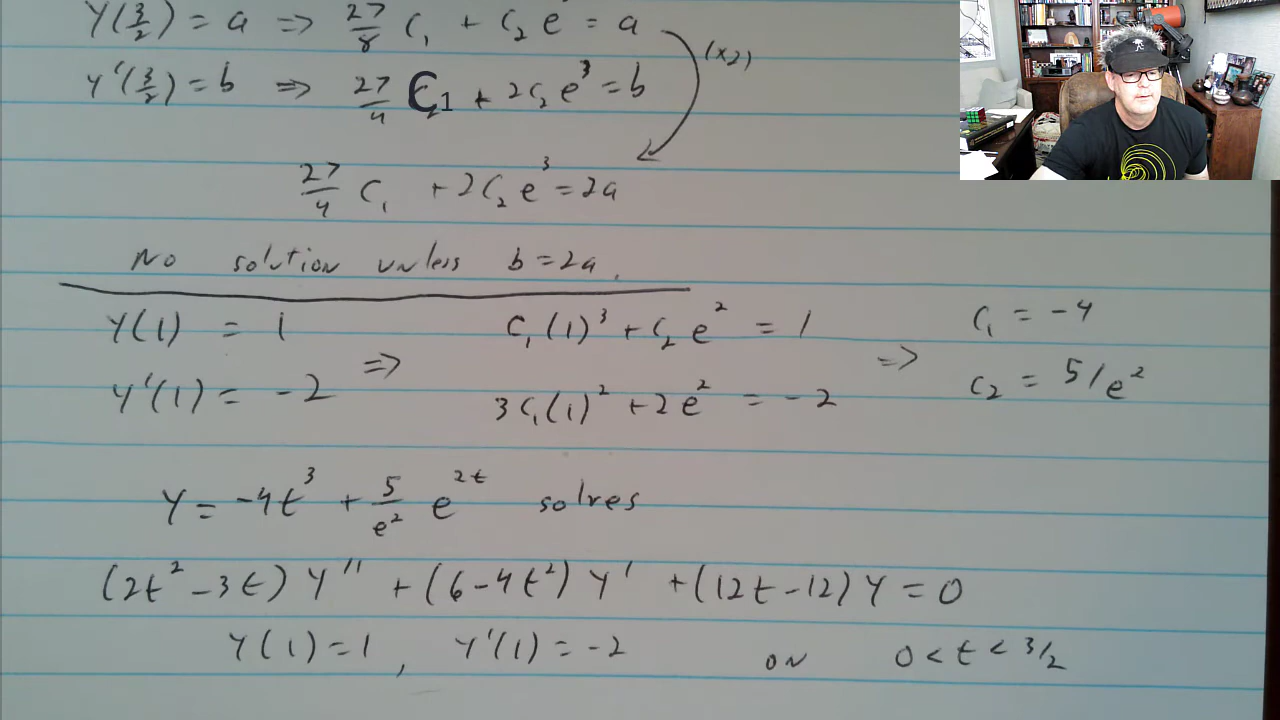 Y(3/2) = a ⇒ 27/8 C₁ + C₂ e³ = a
(x2)
Y'(3/2) = b ⇒ 27/4 C₁ + 2C₂ e³ = b
27/4 C₁ + 2C₂ e³ = 2a
No solution unless b = 2a.
Y(1) = 1 C₁(1)³ + C₂ e² = 1 C₁ = -4
⇒ ⇒
Y'(1) = -2 3C₁(1)² + 2e² = -2 C₂ = 5/e²
Y = -4t³ + 5/e² e^2t solves
(2t² - 3t) Y'' + (6 - 4t²) Y' + (12t - 12) Y = 0
Y(1) = 1, Y'(1) = -2 on 0 < t < 3/2